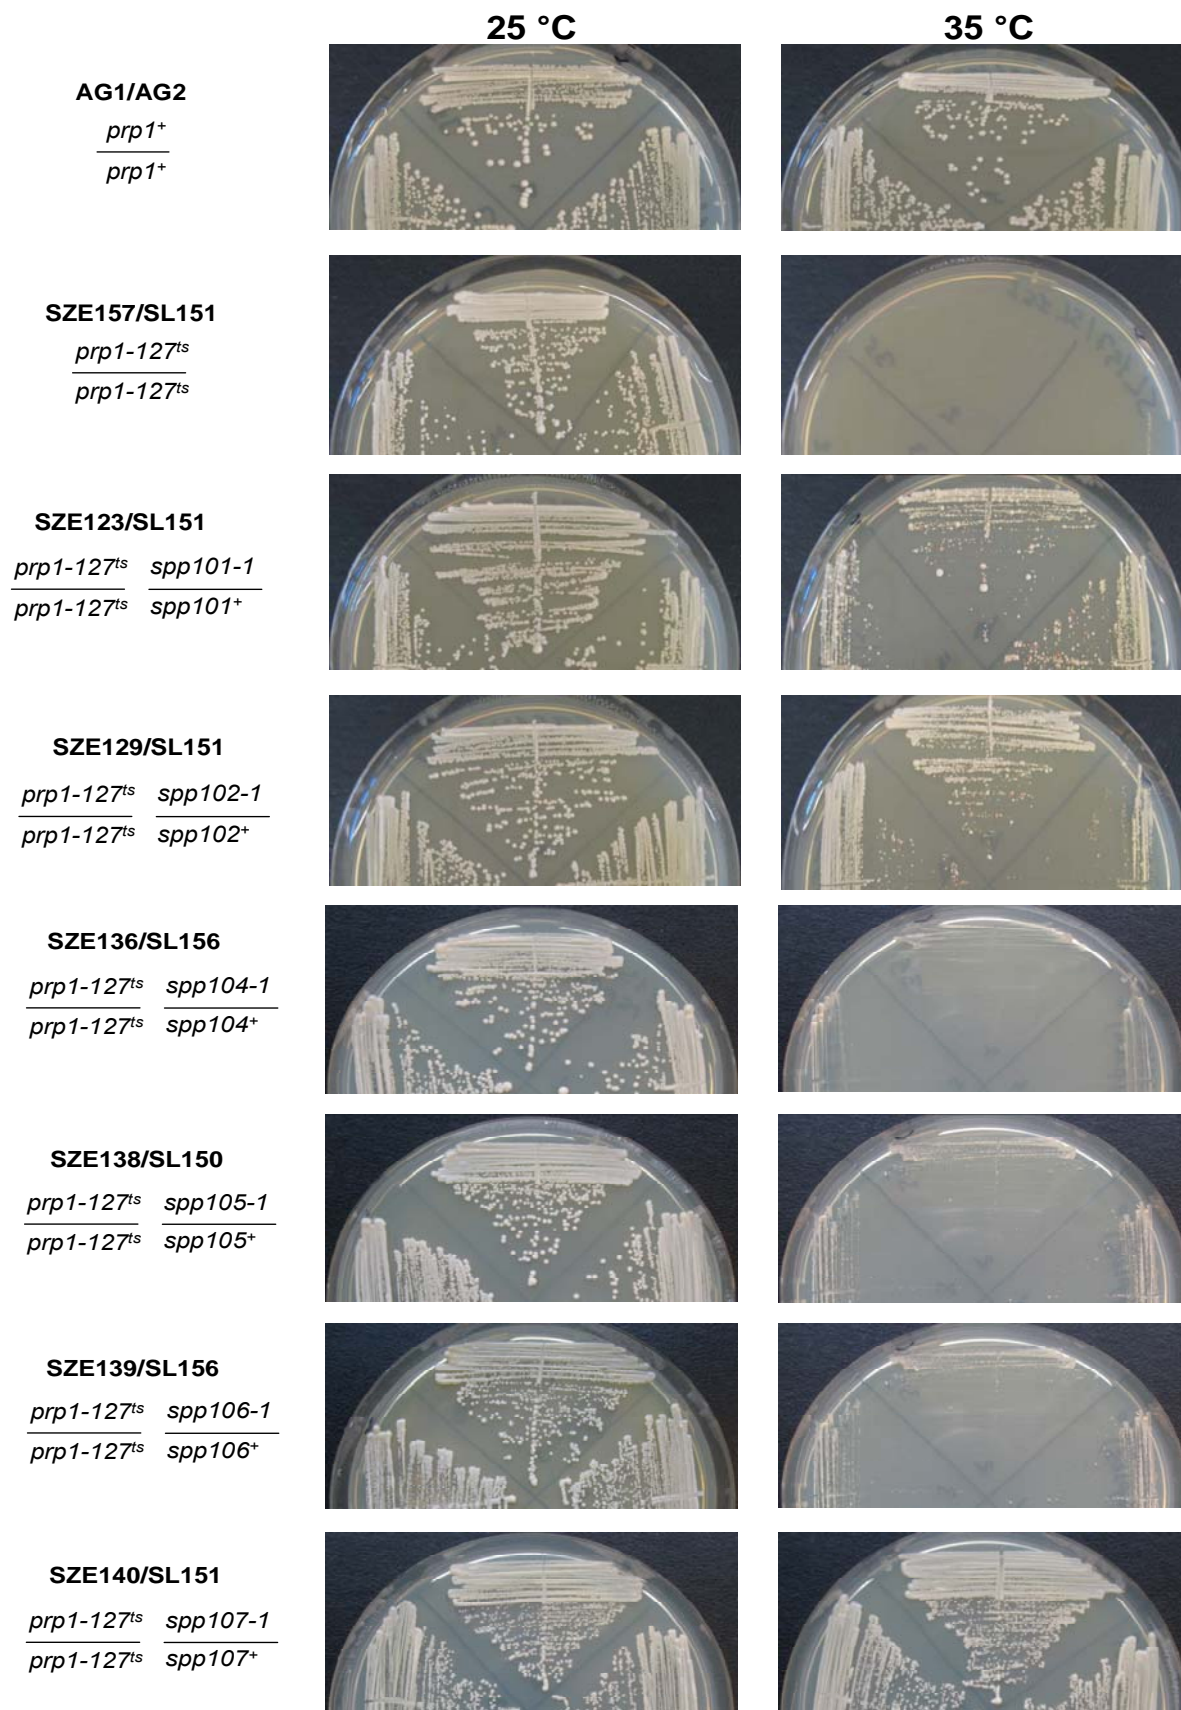 25 °C 35 °C
AG1/AG2
prp1⁺
prp1⁺
SZE157/SL151
prp1-127ᵗˢ
prp1-127ᵗˢ
SZE123/SL151
prp1-127ᵗˢ spp101-1
prp1-127ᵗˢ spp101⁺
SZE129/SL151
prp1-127ᵗˢ spp102-1
prp1-127ᵗˢ spp102⁺
SZE136/SL156
prp1-127ᵗˢ spp104-1
prp1-127ᵗˢ spp104⁺
SZE138/SL150
prp1-127ᵗˢ spp105-1
prp1-127ᵗˢ spp105⁺
SZE139/SL156
prp1-127ᵗˢ spp106-1
prp1-127ᵗˢ spp106⁺
SZE140/SL151
prp1-127ᵗˢ spp107-1
prp1-127ᵗˢ spp107⁺